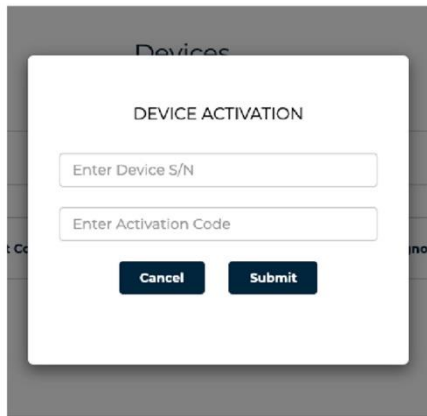 Devices
DEVICE ACTIVATION
Enter Device S/N
Enter Activation Code
Cancel Submit